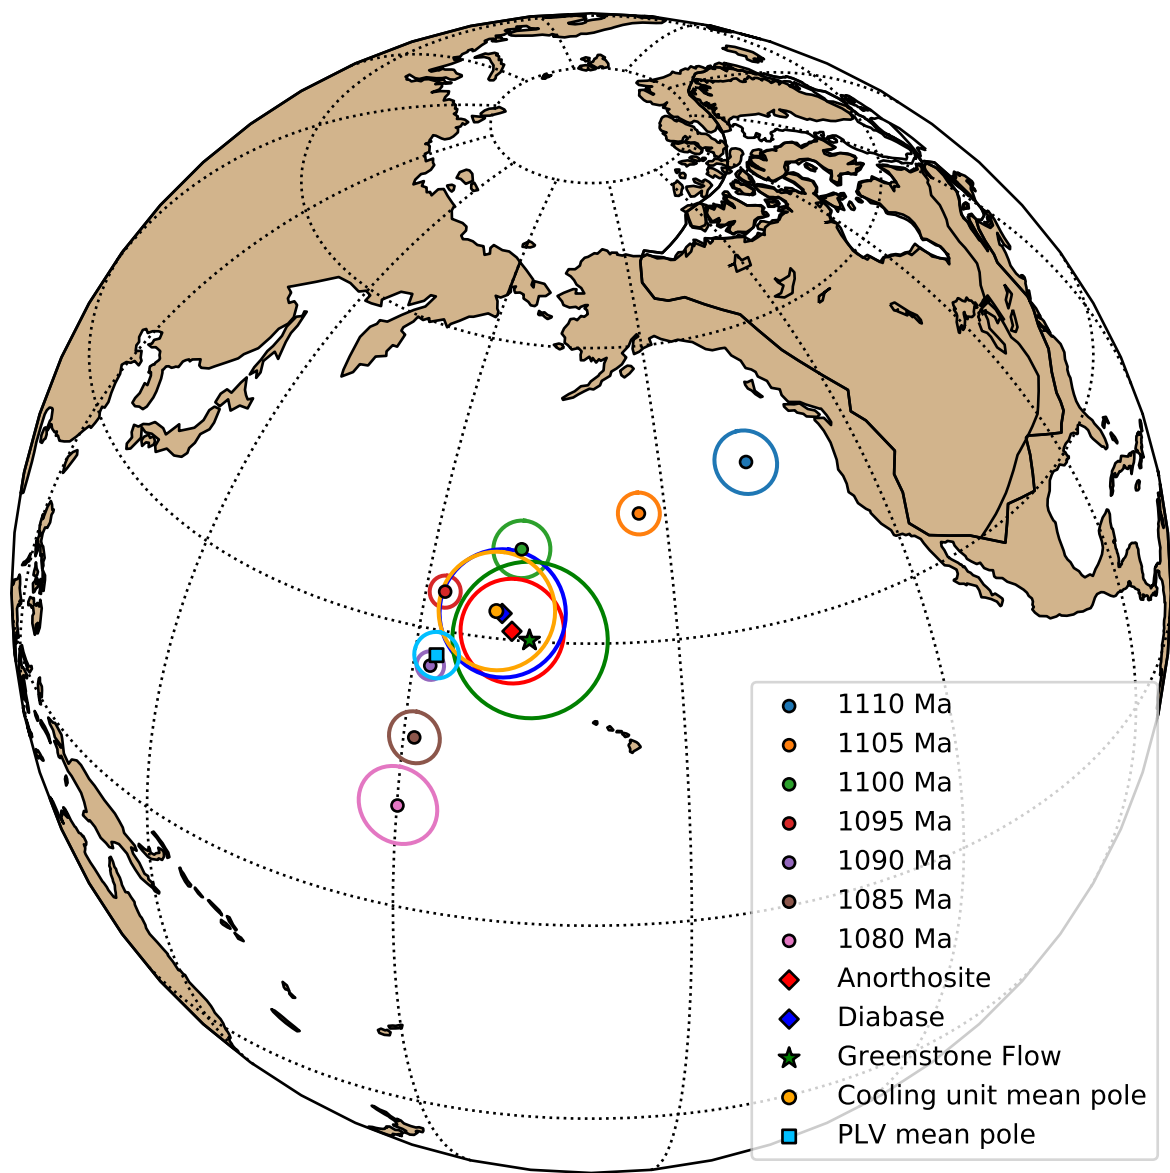 1110 Ma
1105 Ma
1100 Ma
1095 Ma
1090 Ma
1085 Ma
1080 Ma
Anorthosite
Diabase
Greenstone Flow
Cooling unit mean pole
PLV mean pole